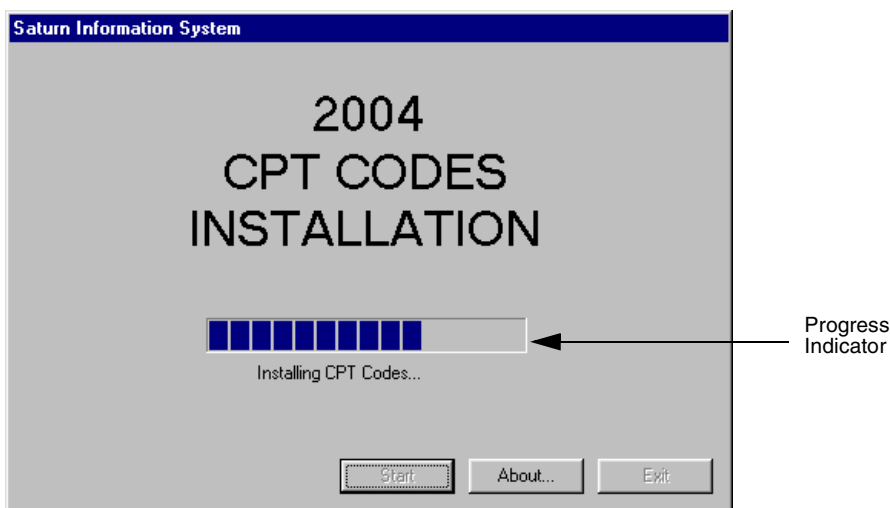 Saturn Information System
2004
CPT CODES
INSTALLATION
Progress
Indicator
Installing CPT Codes...
Start
About...
Exit